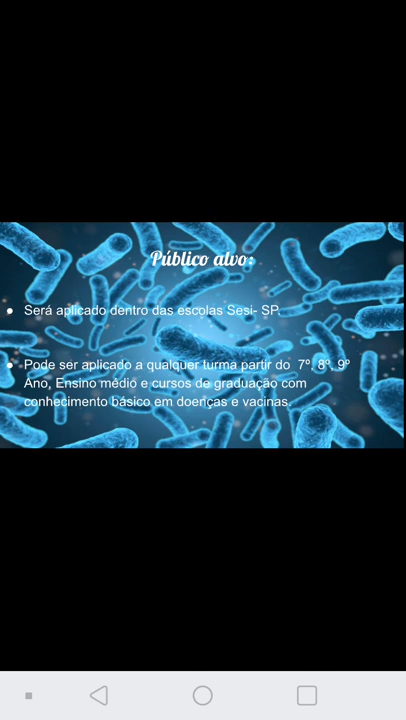 Público alvo:
● Será aplicado dentro das escolas Sesi- SP.
● Pode ser aplicado a qualquer turma partir do 7º, 8º, 9º
Ano, Ensino médio e cursos de graduação com
conhecimento básico em doenças e vacinas.